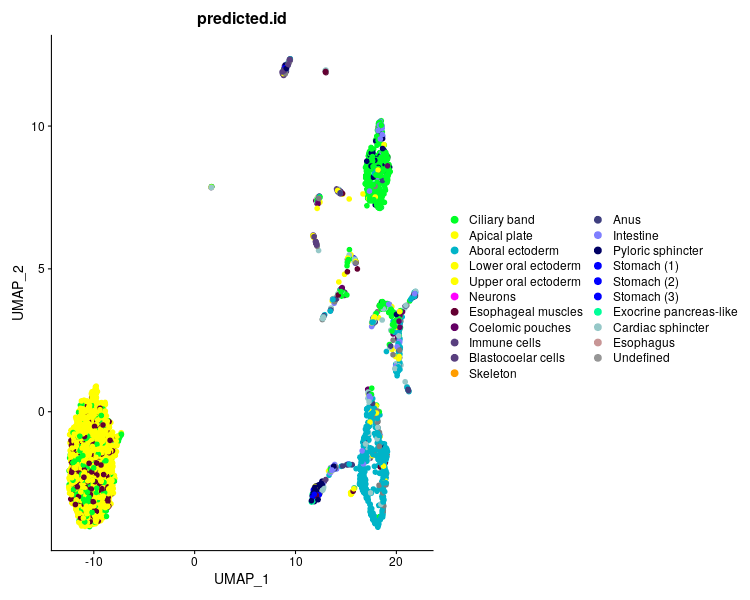 predicted.id
UMAP_2
10
5
0
-10
0
10
20
UMAP_1
Ciliary band
Apical plate
Aboral ectoderm
Lower oral ectoderm
Upper oral ectoderm
Neurons
Esophageal muscles
Coelomic pouches
Immune cells
Blastocoelar cells
Skeleton
Anus
Intestine
Pyloric sphincter
Stomach (1)
Stomach (2)
Stomach (3)
Exocrine pancreas-like
Cardiac sphincter
Esophagus
Undefined